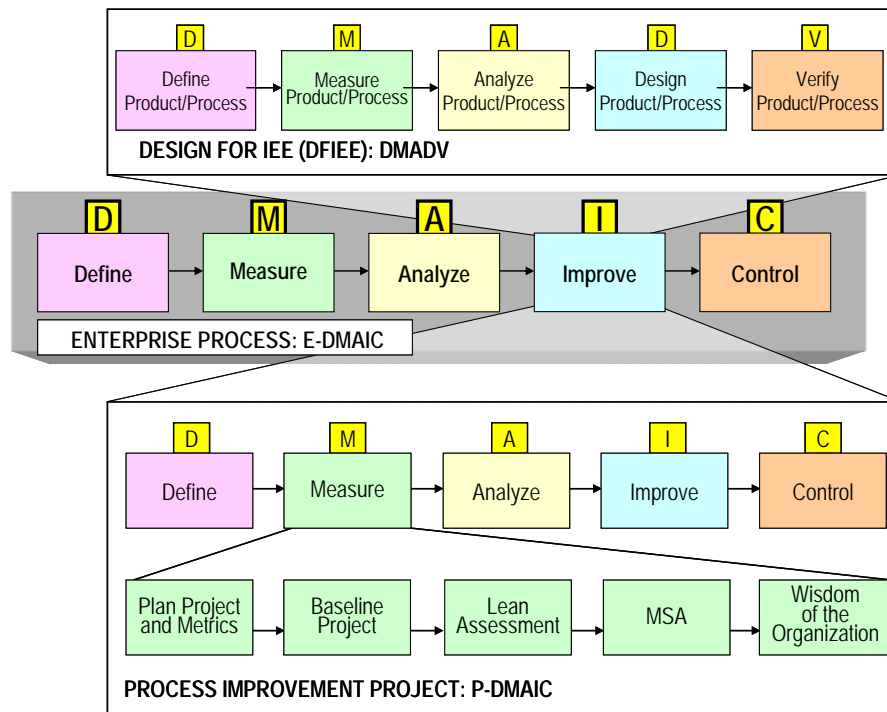 D
M
A
D
V
Define
Product/Process
Measure
Product/Process
Analyze
Product/Process
Design
Product/Process
Verify
Product/Process
DESIGN FOR IEE (DFIEE): DMADV
D
M
A
I
C
Define
Measure
Analyze
Improve
Control
ENTERPRISE PROCESS: E-DMAIC
D
M
A
I
C
Define
Measure
Analyze
Improve
Control
Plan Project
and Metrics
Baseline
Project
Lean
Assessment
MSA
Wisdom
of the
Organization
PROCESS IMPROVEMENT PROJECT: P-DMAIC